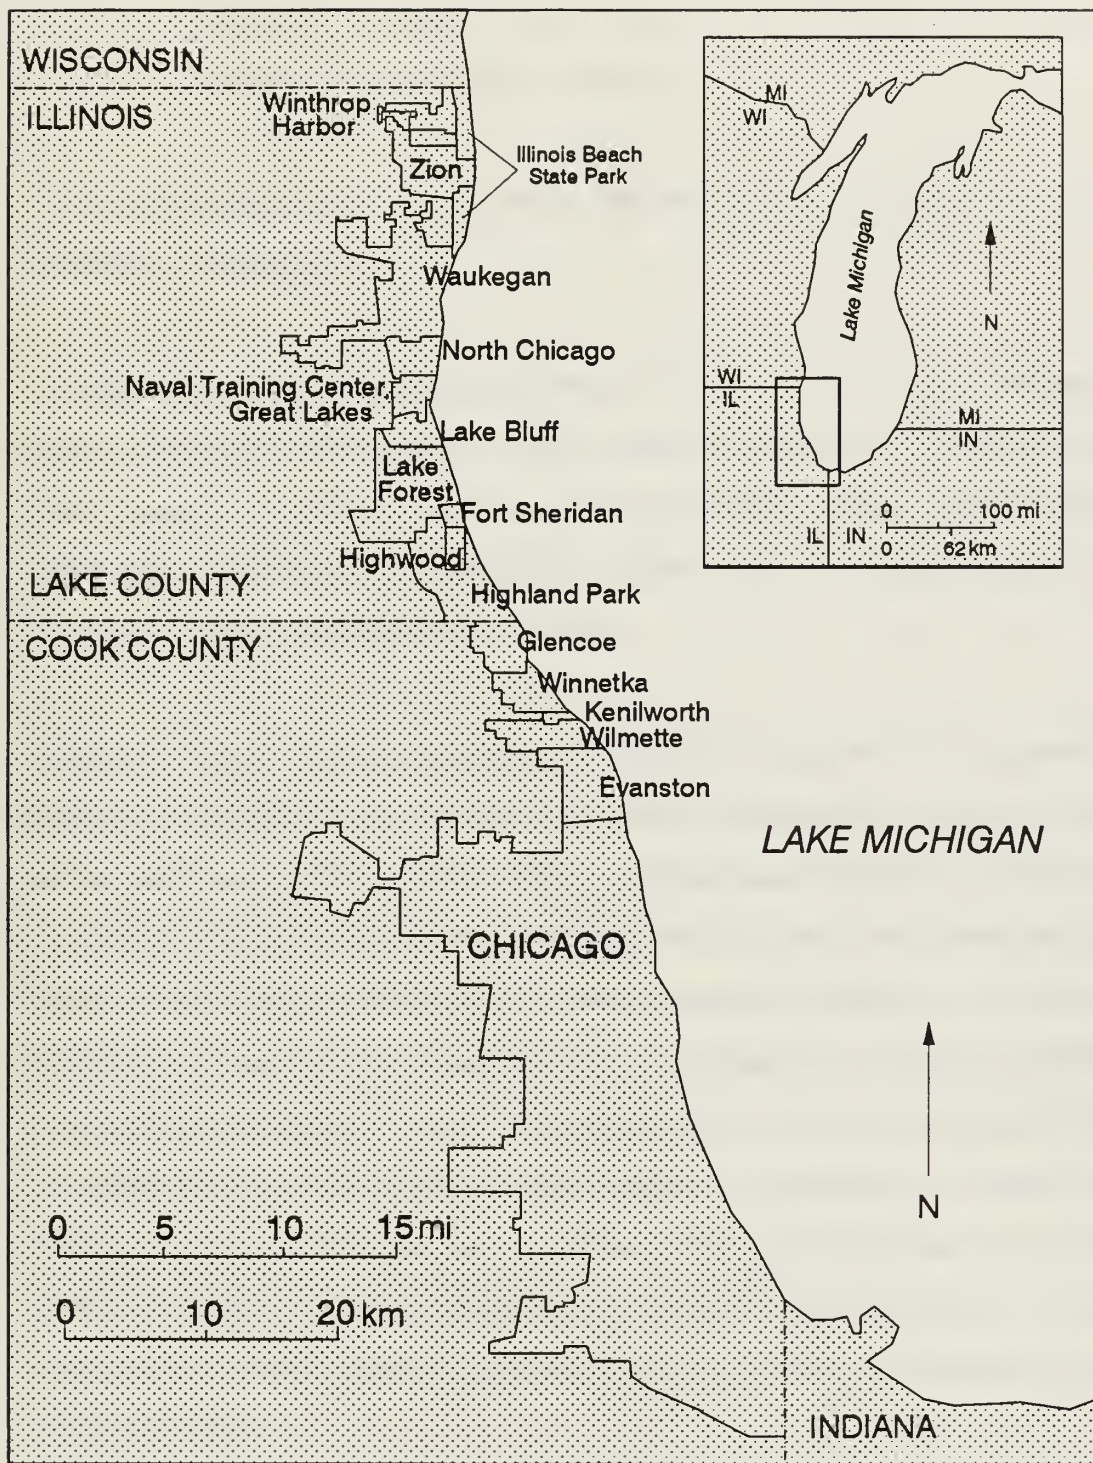 WISCONSIN
ILLINOIS
Winthrop
Harbor
Zion
Illinois Beach
State Park
Waukegan
North Chicago
Naval Training Center,
Great Lakes
Lake Bluff
Lake
Forest
Fort Sheridan
Highwood
LAKE COUNTY
Highland Park
COOK COUNTY
Glencoe
Winnetka
Kenilworth
Wilmette
Evanston
LAKE MICHIGAN
CHICAGO
N
0 5 10 15 mi
0 10 20 km
INDIANA
MI
WI
Lake Michigan
N
WI
IL
MI
IN
0 100 mi
IL IN
0 62 km